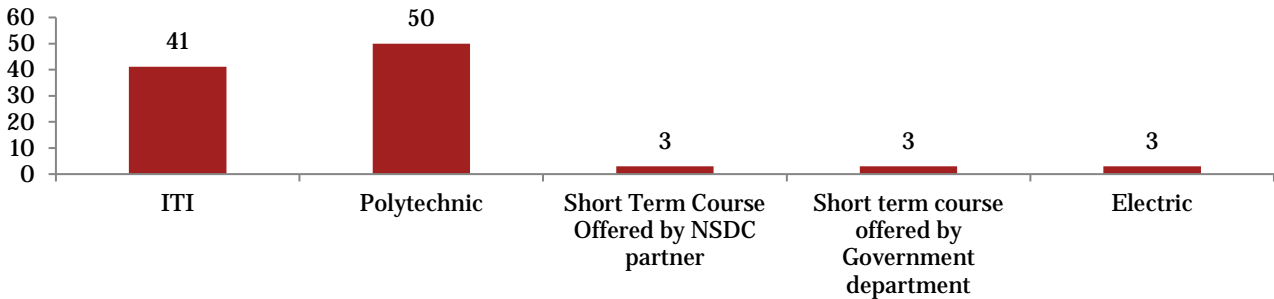 60
50
40
30
20
10
0
41
50
3
3
3
ITI
Polytechnic
Short Term Course
Offered by NSDC
partner
Short term course
offered by
Government
department
Electric